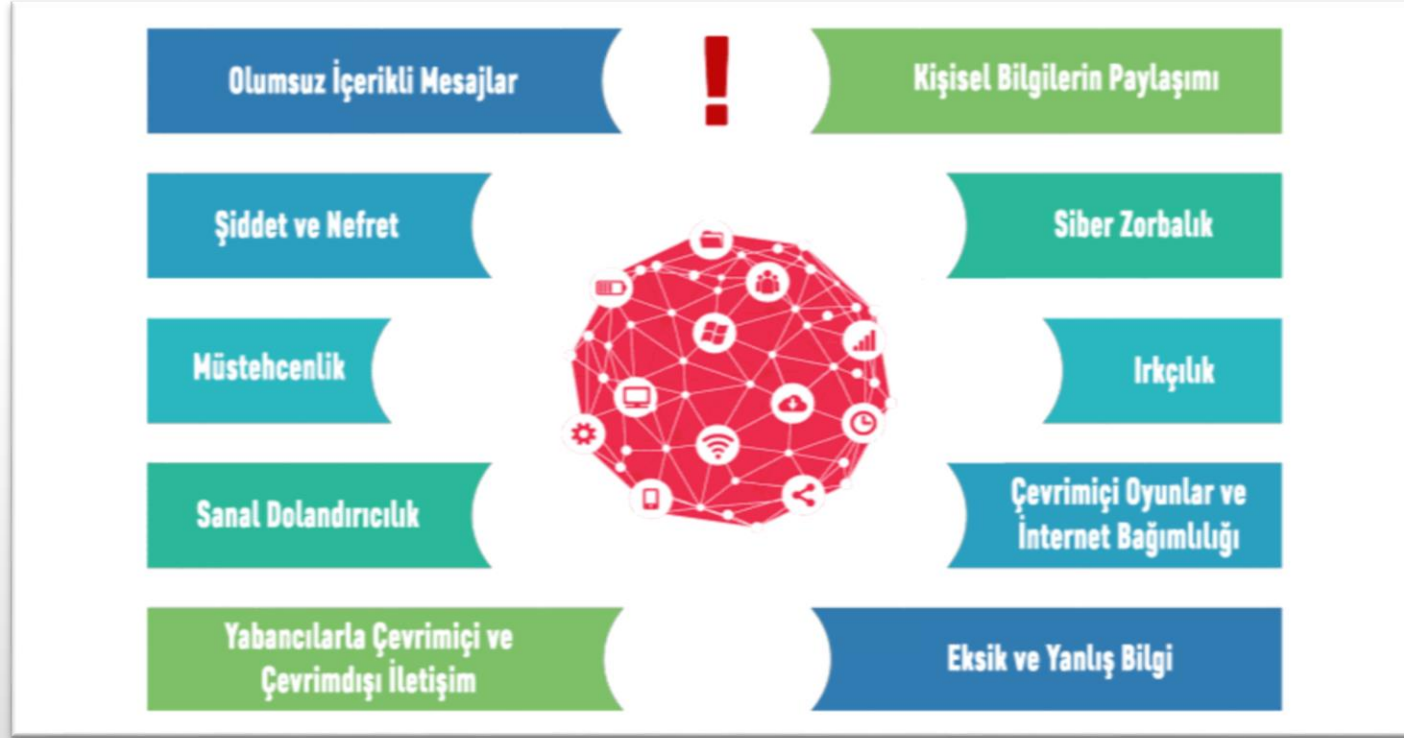 Olumsuz İçerikli Mesajlar
!
Kişisel Bilgilerin Paylaşımı
Şiddet ve Nefret
Siber Zorbalık
Müstehcenlik
Irkçılık
Sanal Dolandırıcılık
Çevrimiçi Oyunlar ve
İnternet Bağımlılığı
Yabancılarla Çevrimiçi ve
Çevrimdışı İletişim
Eksik ve Yanlış Bilgi